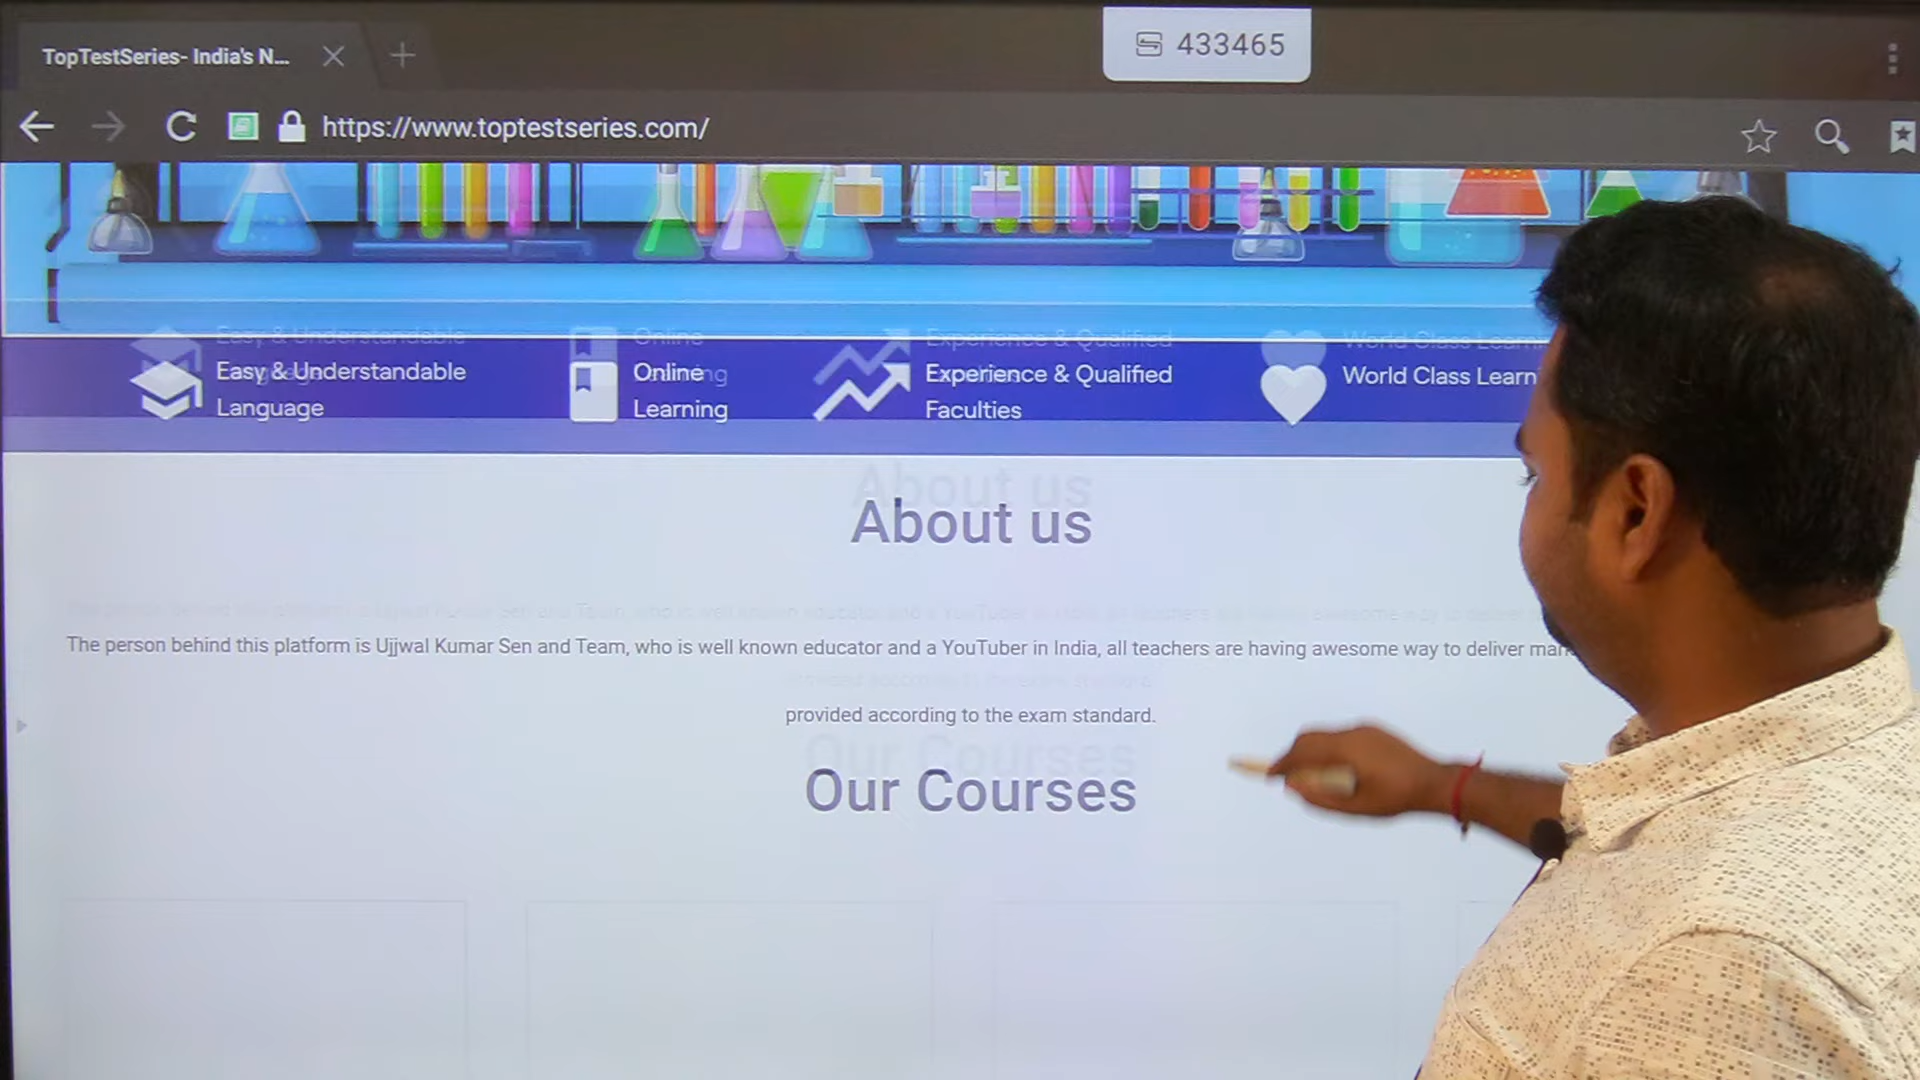 TopTestSeries- India's N...
433465
https://www.toptestseries.com/
Easy & Understandable
Language
Online
Learning
Experience & Qualified
Faculties
World Class Learn
About us
The person behind this platform is Ujjwal Kumar Sen and Team, who is well known educator and a YouTuber in India, all teachers are having awesome way to deliver
provided according to the exam standard.
Our Courses